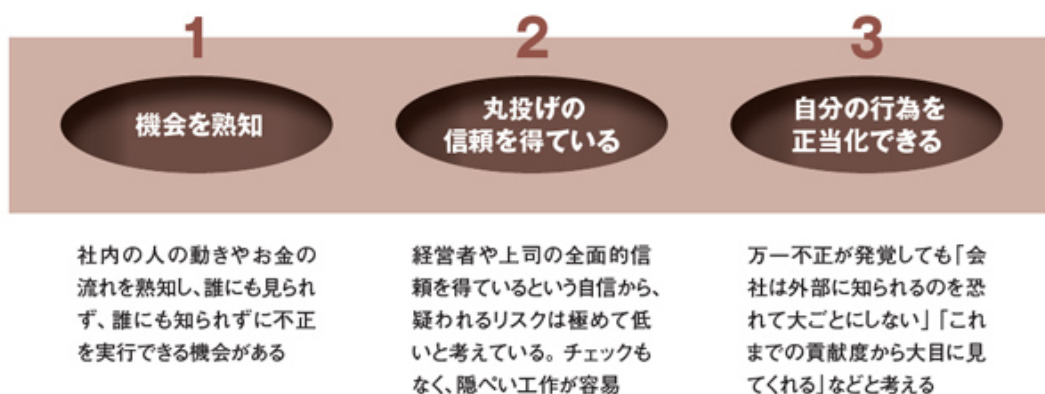 1
機会を熟知
社内の人の動きやお金の
流れを熟知し、誰にも見られ
ず、誰にも知られずに不正
を実行できる機会がある
2
丸投げの
信頼を得ている
経営者や上司の全面的信
頼を得ているという自信から、
疑われるリスクは極めて低
いと考えている。チェックも
なく、隠ぺい工作が容易
3
自分の行為を
正当化できる
万一不正が発覚しても「会
社は外部に知られるのを恐
れて大ごとにしない」「これ
までの貢献度から大目に見
てくれる」などと考える